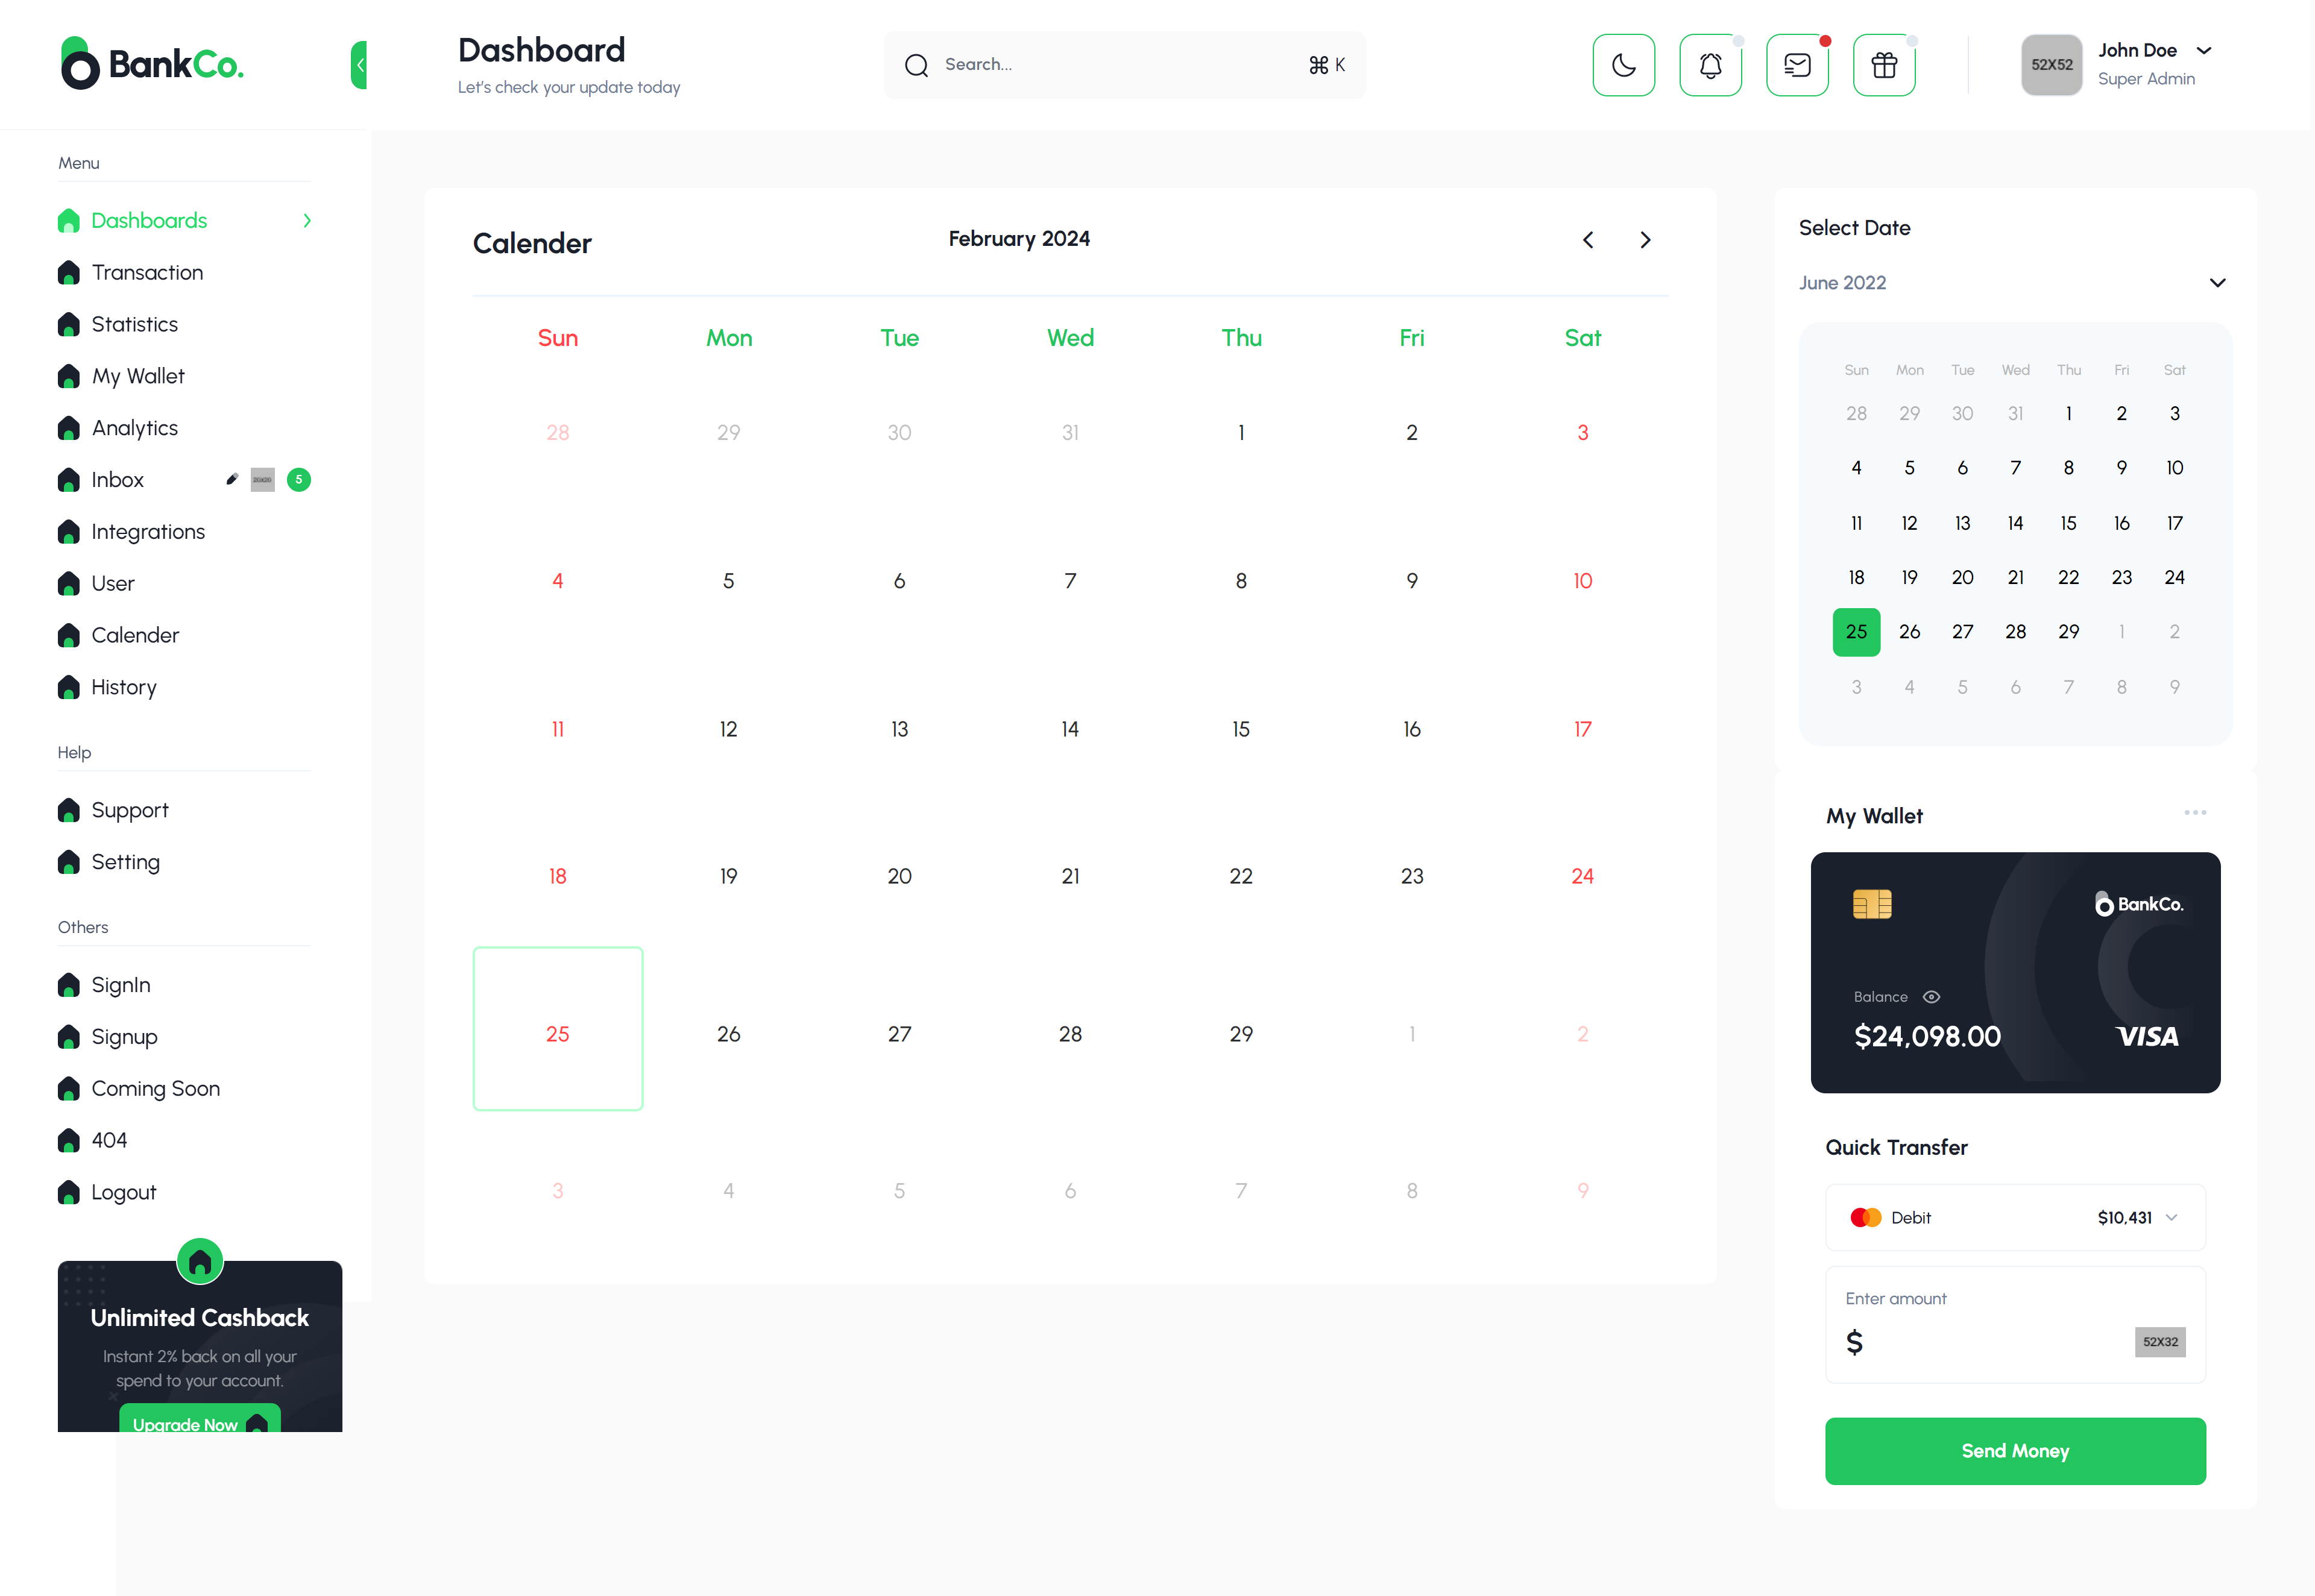 BankCo.
Dashboard
Let's check your update today
Search...
⌘ K
52X52
John Doe
Super Admin
Menu
Dashboards
Transaction
Statistics
My Wallet
Analytics
Inbox
20X20
5
Integrations
User
Calender
History
Help
Support
Setting
Others
SignIn
Signup
Coming Soon
404
Logout
Unlimited Cashback
Instant 2% back on all your
spend to your account.
Upgrade Now
Calender
February 2024
Sun Mon Tue Wed Thu Fri Sat
28 29 30 31 1 2 3
4 5 6 7 8 9 10
11 12 13 14 15 16 17
18 19 20 21 22 23 24
25 26 27 28 29 1 2
3 4 5 6 7 8 9
Select Date
June 2022
Sun Mon Tue Wed Thu Fri Sat
28 29 30 31 1 2 3
4 5 6 7 8 9 10
11 12 13 14 15 16 17
18 19 20 21 22 23 24
25 26 27 28 29 1 2
3 4 5 6 7 8 9
My Wallet
BankCo.
Balance
$24,098.00
VISA
Quick Transfer
Debit
$10,431
Enter amount
$
52X32
Send Money